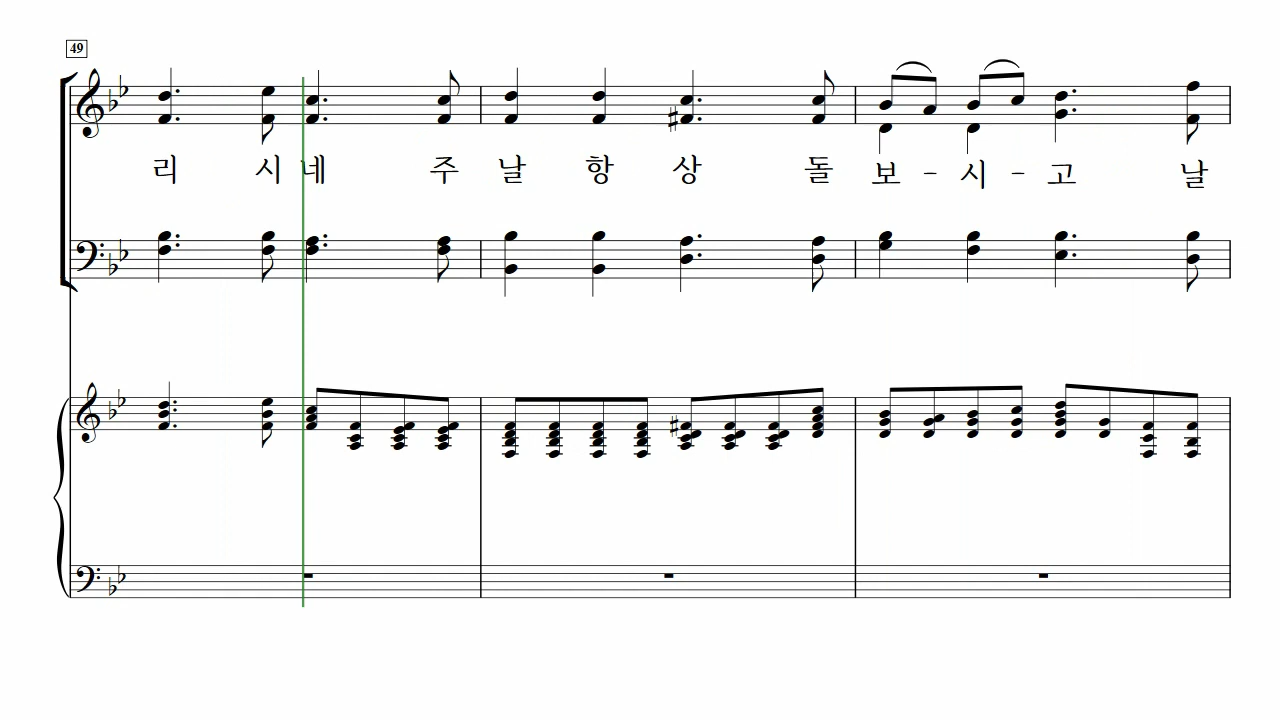 49
리 시 네 주 날 항 상 돌 보 - 시 - 고 날